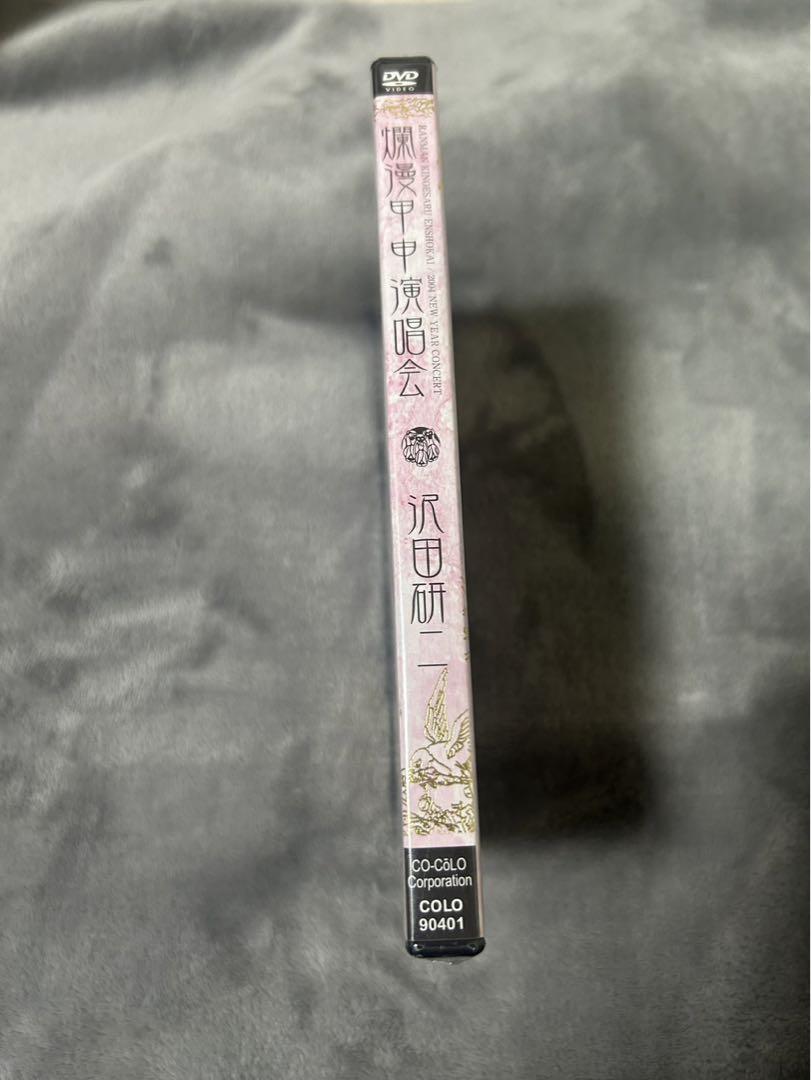 DVD
VIDEO
爛漫甲申演唱会
RANMAN KINOESARU ENSHOKAI / 2004 NEW YEAR CONCERT
沢田研二
CO-CōLO
Corporation
COLO
90401